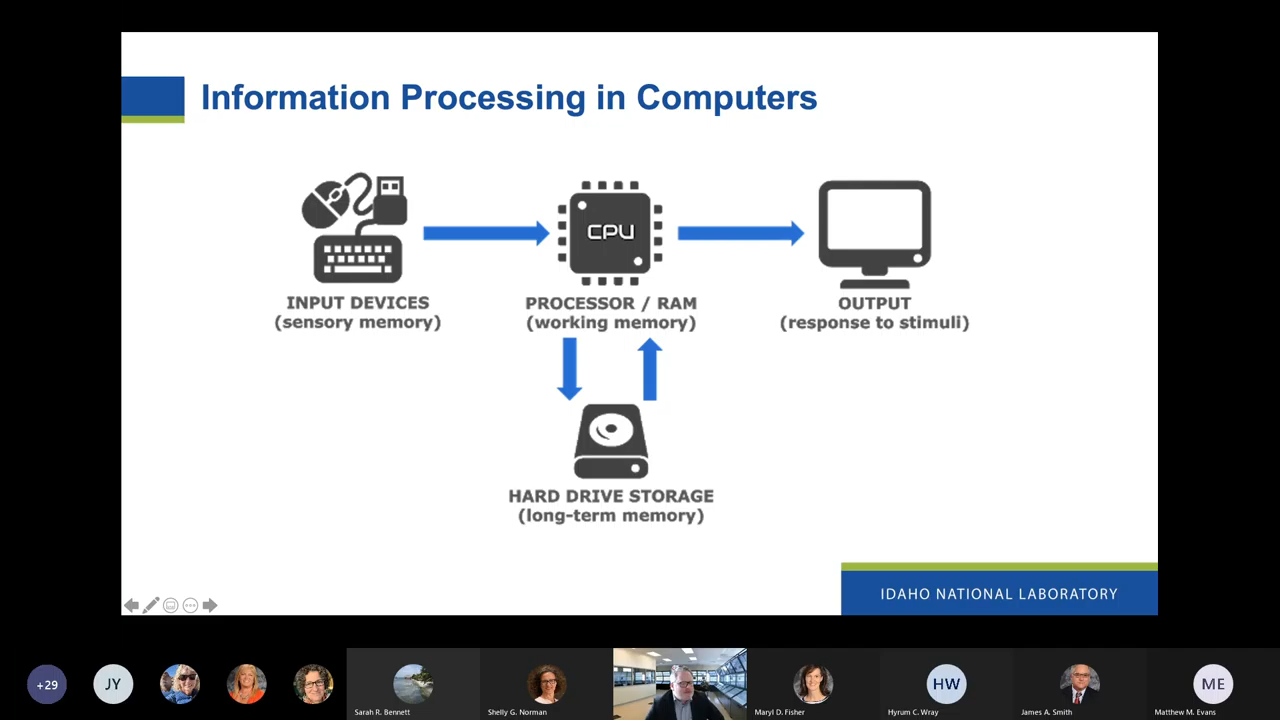 Information Processing in Computers
CPU
INPUT DEVICES
(sensory memory)
PROCESSOR / RAM
(working memory)
OUTPUT
(response to stimuli)
HARD DRIVE STORAGE
(long-term memory)
IDAHO NATIONAL LABORATORY
+29
JY
HW
ME
Sarah R. Bennett
Shelly G. Norman
Maryl D. Fisher
Hyrum C. Wray
James A. Smith
Matthew M. Evans